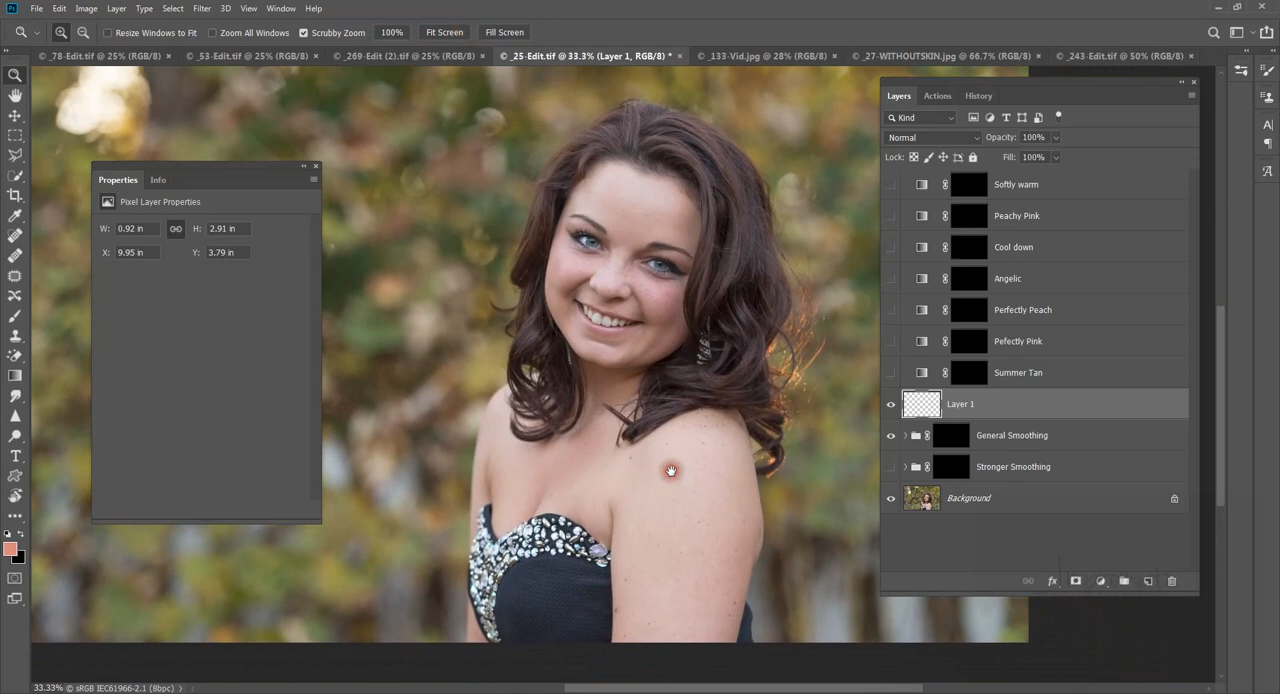 Ps File Edit Image Layer Type Select Filter 3D View Window Help
Resize Windows to Fit Zoom All Windows Scrubby Zoom 100% Fit Screen Fill Screen
© _78-Edit.tif @ 25% (RGB/8) × © _53-Edit.tif @ 25% (RGB/8) × © _269-Edit (2).tif @ 25% (RGB/8) × © _25-Edit.tif @ 33.3% (Layer 1, RGB/8) * × © _133-Vid.jpg @ 28% (RGB/8) × © _27-WITHOUTSKIN.jpg @ 66.7% (RGB/8) × © _243-Edit.tif @ 50% (RGB/8) ×
Properties Info
Pixel Layer Properties
W: 0.92 in H: 2.91 in
X: 9.95 in Y: 3.79 in
Layers Actions History
Kind
Normal Opacity: 100%
Lock: Fill: 100%
Softly warm
Peachy Pink
Cool down
Angelic
Perfectly Peach
Pefectly Pink
Summer Tan
Layer 1
General Smoothing
Stronger Smoothing
Background
fx
33.33% © sRGB IEC61966-2.1 (8bpc)